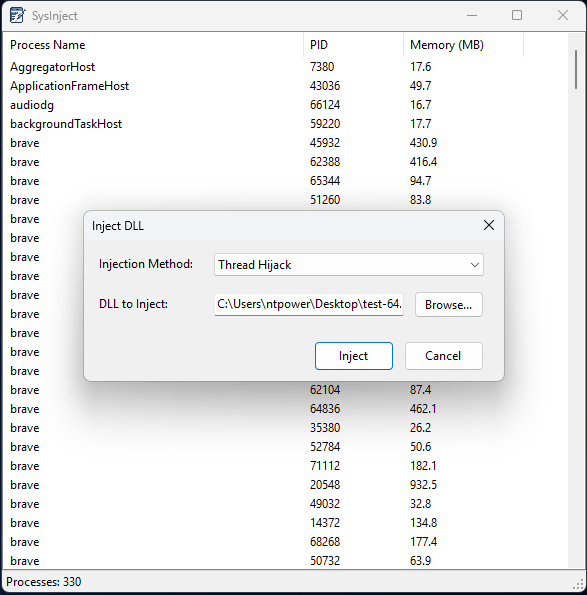 SysInject
Process Name PID Memory (MB)
AggregatorHost 7380 17.6
ApplicationFrameHost 43036 49.7
audiodg 66124 16.7
backgroundTaskHost 59220 17.7
brave 45932 430.9
brave 62388 416.4
brave 65344 94.7
brave 51260 83.8
brave
Inject DLL
brave
brave
Injection Method: Thread Hijack
brave
brave
DLL to Inject: C:\Users\ntpower\Desktop\test-64. Browse...
brave
brave
brave
Inject Cancel
brave
brave 62104 87.4
brave 64836 462.1
brave 35380 26.2
brave 52784 50.6
brave 71112 182.1
brave 20548 932.5
brave 49032 32.8
brave 14372 134.8
brave 68268 177.4
brave 50732 63.9
Processes: 330